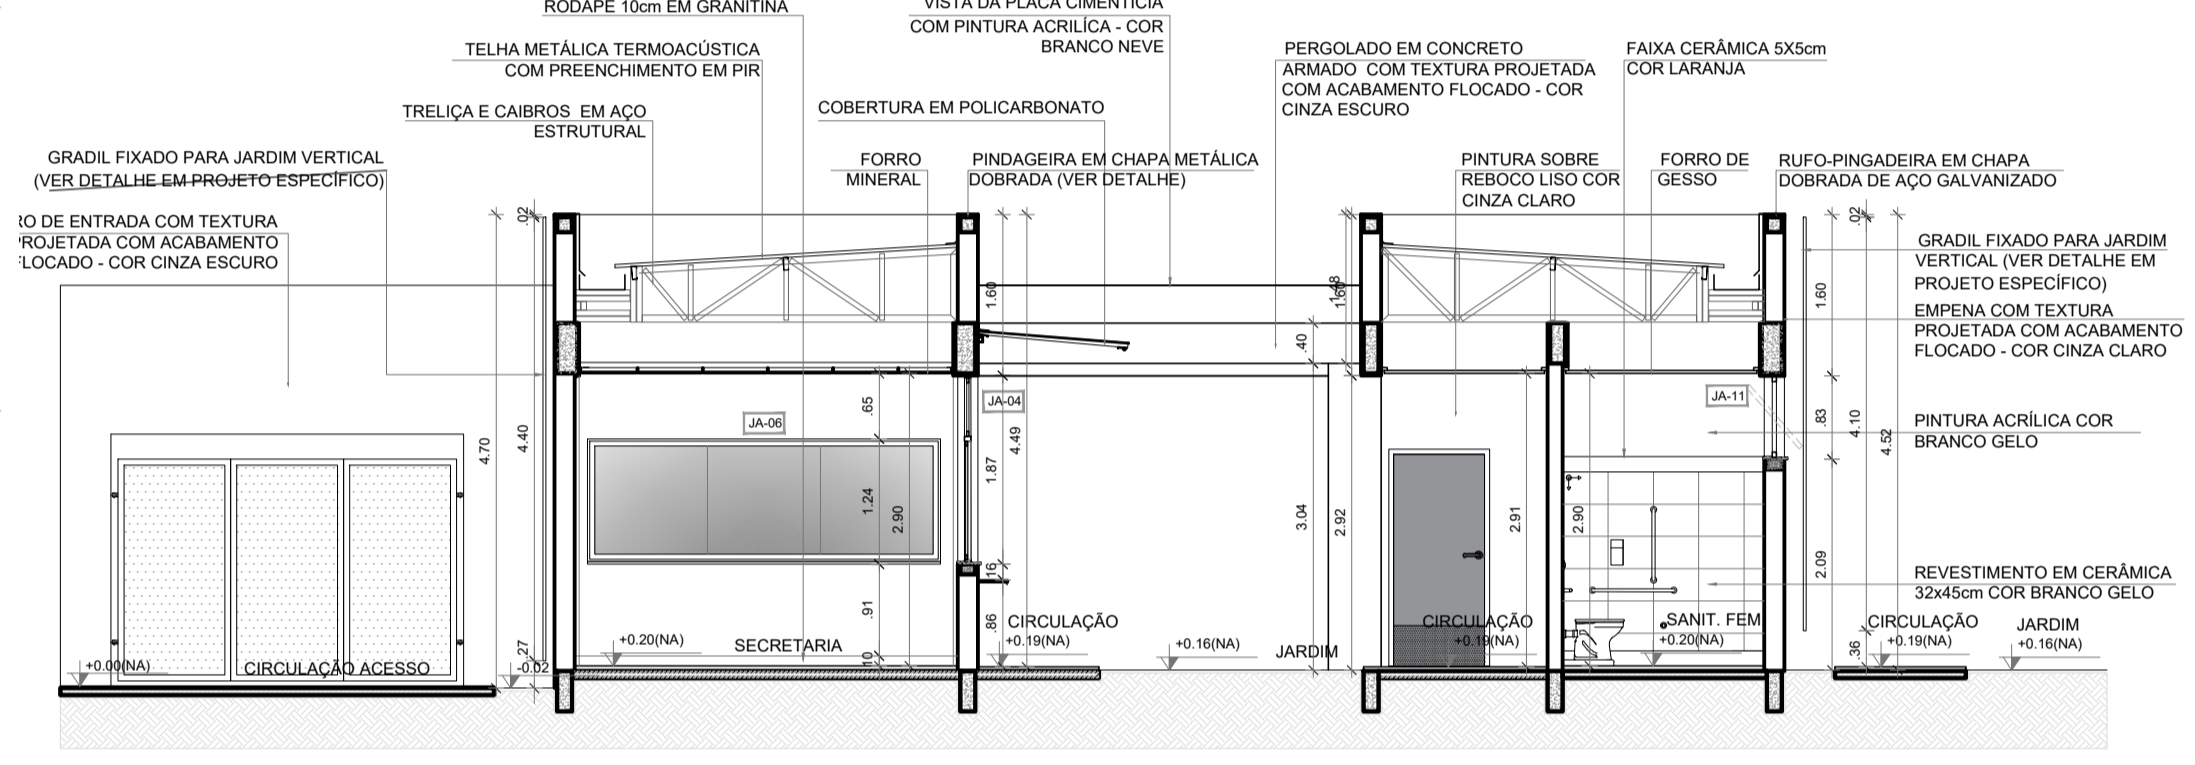 RODAPÉ 10cm EM GRANITINA
VISTA DA PLACA CIMENTÍCIA
COM PINTURA ACRILÍCA - COR
BRANCO NEVE
TELHA METÁLICA TERMOACÚSTICA
COM PREENCHIMENTO EM PIR
PERGOLADO EM CONCRETO
ARMADO COM TEXTURA PROJETADA
COM ACABAMENTO FLOCADO - COR
CINZA ESCURO
FAIXA CERÂMICA 5X5cm
COR LARANJA
TRELIÇA E CAIBROS EM AÇO
ESTRUTURAL
COBERTURA EM POLICARBONATO
GRADIL FIXADO PARA JARDIM VERTICAL
(VER DETALHE EM PROJETO ESPECÍFICO)
FORRO
MINERAL
PINDAGEIRA EM CHAPA METÁLICA
DOBRADA (VER DETALHE)
PINTURA SOBRE
REBOCO LISO COR
CINZA CLARO
FORRO DE
GESSO
RUFO-PINGADEIRA EM CHAPA
DOBRADA DE AÇO GALVANIZADO
RO DE ENTRADA COM TEXTURA
PROJETADA COM ACABAMENTO
FLOCADO - COR CINZA ESCURO
GRADIL FIXADO PARA JARDIM
VERTICAL (VER DETALHE EM
PROJETO ESPECÍFICO)
EMPENA COM TEXTURA
PROJETADA COM ACABAMENTO
FLOCADO - COR CINZA CLARO
PINTURA ACRÍLICA COR
BRANCO GELO
REVESTIMENTO EM CERÂMICA
32x45cm COR BRANCO GELO
.02
4.70
4.40
.27
-0.02
+0.00(NA)
CIRCULAÇÃO ACESSO
JA-06
.65
1.24
2.90
.91
.10
+0.20(NA)
SECRETARIA
JA-04
1.60
4.49
1.87
.16
.86
CIRCULAÇÃO
+0.19(NA)
+0.16(NA)
JARDIM
.40
1.60
3.04
2.92
2.91
2.90
CIRCULAÇÃO
+0.19(NA)
SANIT. FEM
+0.20(NA)
JA-11
.02
1.60
.83
4.10
4.52
2.09
.36
CIRCULAÇÃO
+0.19(NA)
JARDIM
+0.16(NA)